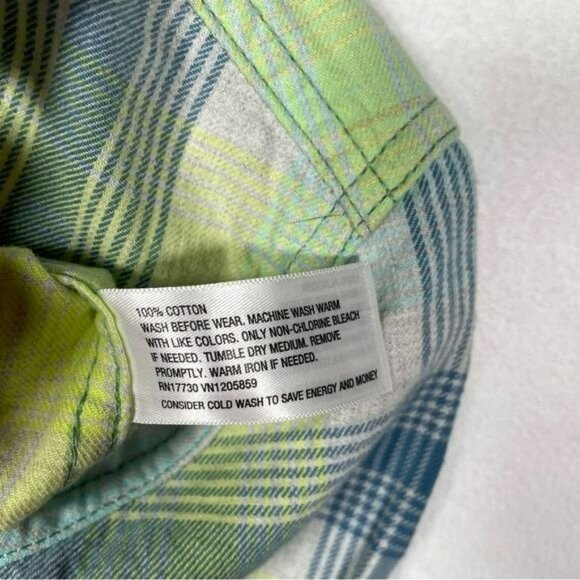 100% COTTON
WASH BEFORE WEAR. MACHINE WASH WARM
WITH LIKE COLORS. ONLY NON-CHLORINE BLEACH
IF NEEDED. TUMBLE DRY MEDIUM. REMOVE
PROMPTLY. WARM IRON IF NEEDED.
RN17730 VN1205859
CONSIDER COLD WASH TO SAVE ENERGY AND MONEY